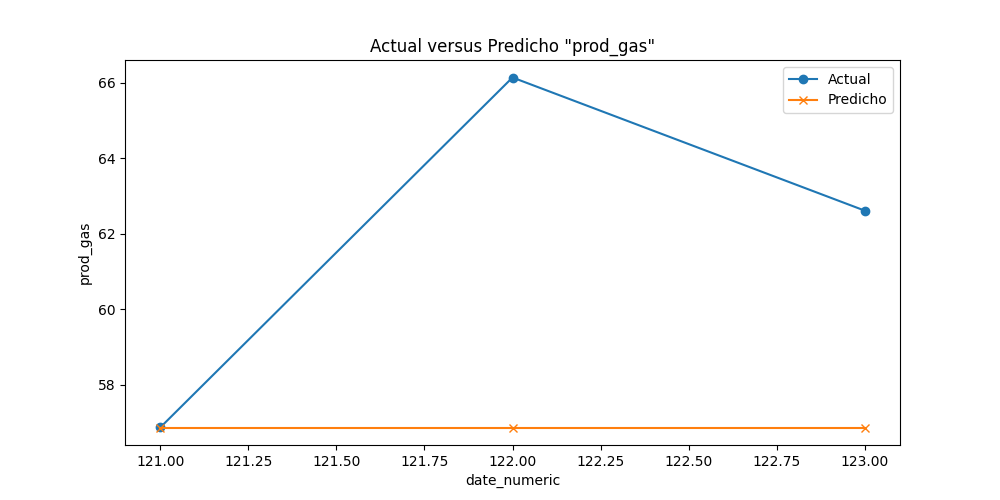 Actual versus Predicho "prod_gas"
Actual
Predicho
prod_gas
66
64
62
60
58
121.00 121.25 121.50 121.75 122.00 122.25 122.50 122.75 123.00
date_numeric